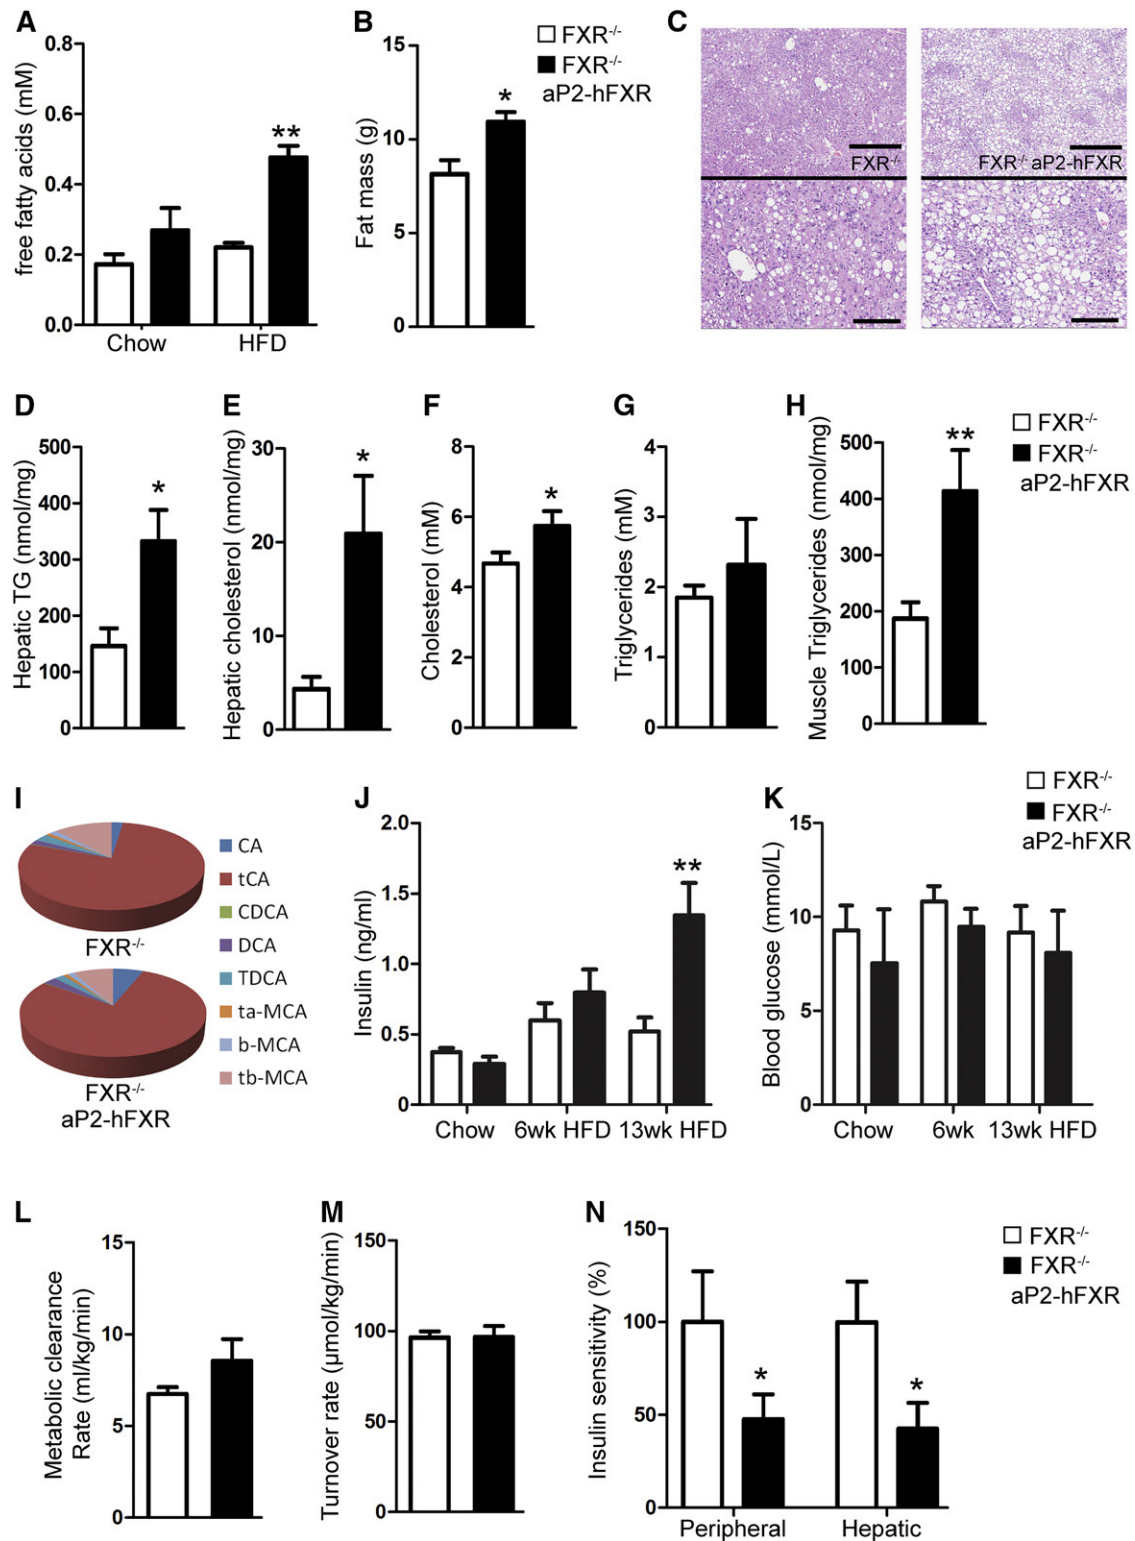 A
free fatty acids (mM)
0.8
0.6
0.4
0.2
0.0
**
Chow
HFD
B
Fat mass (g)
15
10
5
0
*
FXR-/-
FXR-/-
aP2-hFXR
C
FXR-/-
FXR-/- aP2-hFXR
D
Hepatic TG (nmol/mg)
500
400
300
200
100
0
*
E
Hepatic cholesterol (nmol/mg)
30
20
10
0
*
F
Cholesterol (mM)
8
6
4
2
0
*
G
Triglycerides (mM)
4
3
2
1
0
H
Muscle Triglycerides (nmol/mg)
500
400
300
200
100
0
**
FXR-/-
FXR-/-
aP2-hFXR
I
FXR-/-
FXR-/-
aP2-hFXR
CA
tCA
CDCA
DCA
TDCA
ta-MCA
b-MCA
tb-MCA
J
Insulin (ng/ml)
2.0
1.5
1.0
0.5
0
**
Chow
6wk HFD
13wk HFD
K
Blood glucose (mmol/L)
15
10
5
0
Chow
6wk
13wk HFD
FXR-/-
FXR-/-
aP2-hFXR
L
Metabolic clearance
Rate (ml/kg/min)
15
10
5
0
M
Turnover rate (μmol/kg/min)
150
100
50
0
N
Insulin sensitivity (%)
150
100
50
0
*
*
Peripheral
Hepatic
FXR-/-
FXR-/-
aP2-hFXR